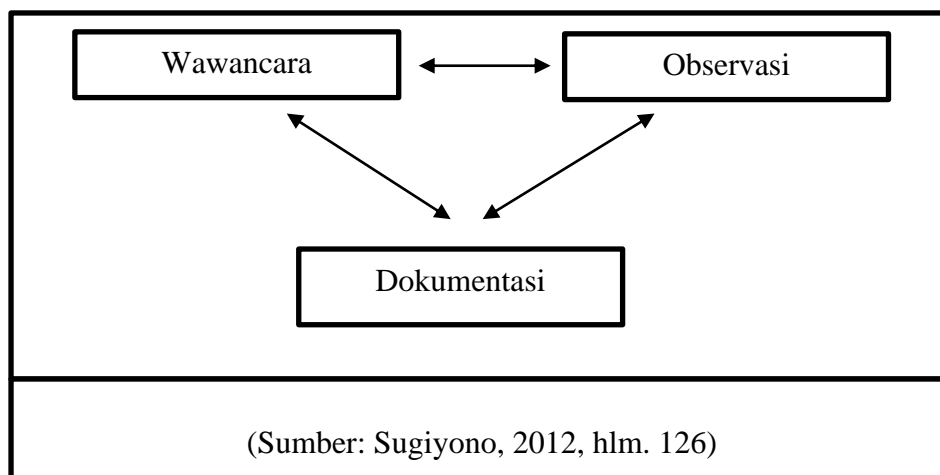 Wawancara
Observasi
Dokumentasi
(Sumber: Sugiyono, 2012, hlm. 126)